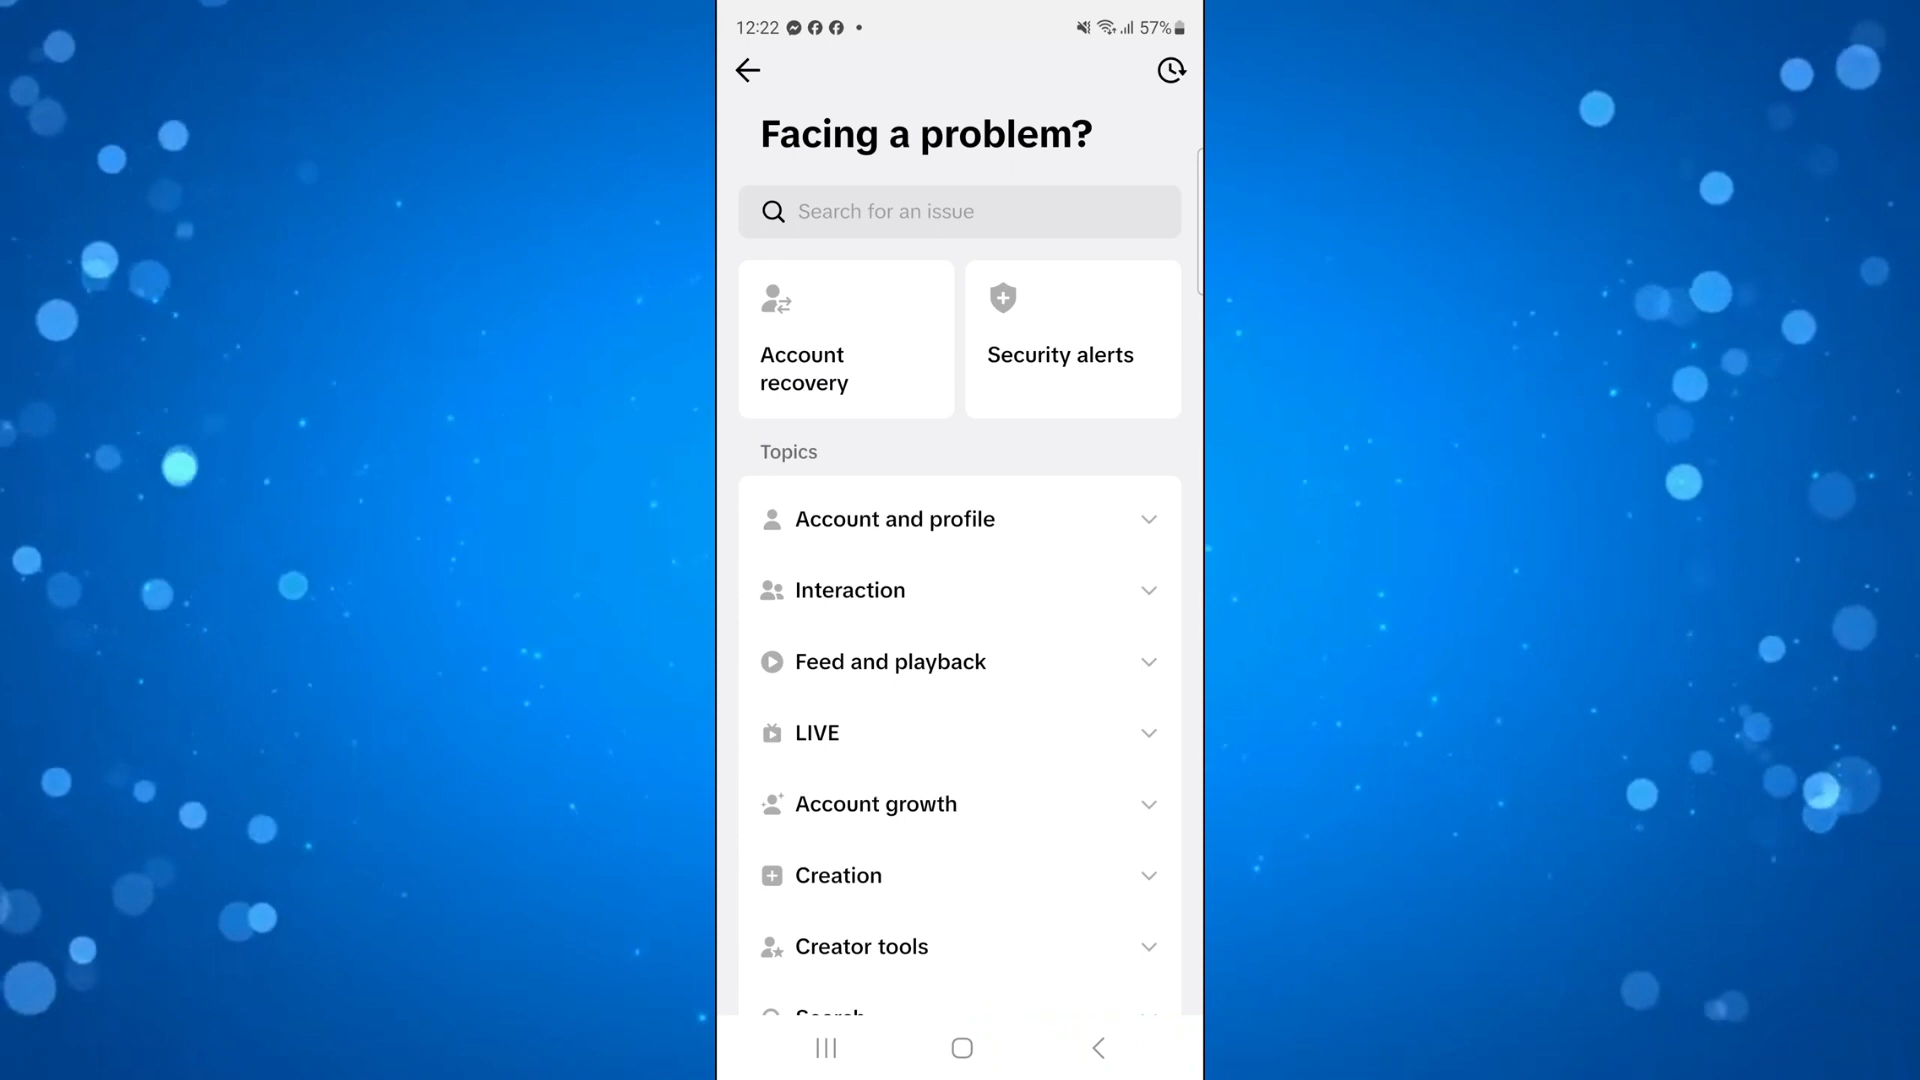 12:22
57%
Facing a problem?
Search for an issue
Account
recovery
Security alerts
Topics
Account and profile
Interaction
Feed and playback
LIVE
Account growth
Creation
Creator tools
Search